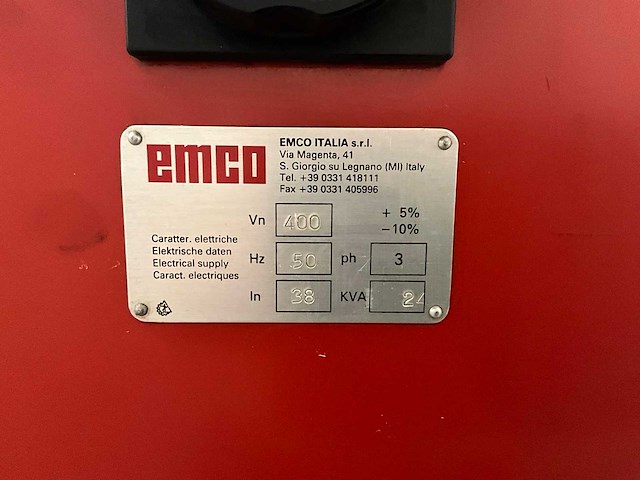 emco
EMCO ITALIA s.r.l.
Via Magenta, 41
S. Giorgio su Legnano (MI) Italy
Tel. +39 0331 418111
Fax +39 0331 405996
Vn 400 + 5%
–10%
Caratter. elettriche
Elektrische daten
Electrical supply
Caract. electriques
Hz 50 ph 3
In 38 KVA 24